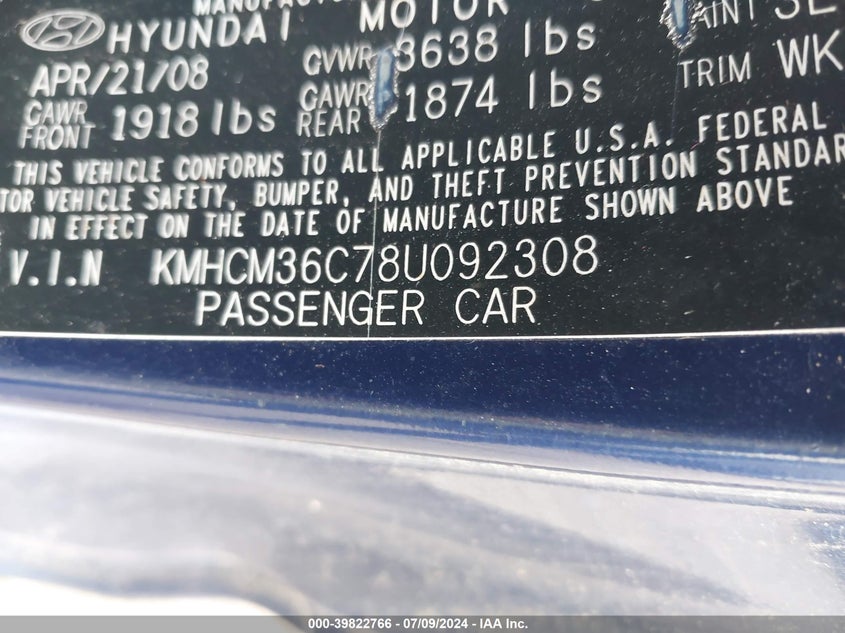 HYUNDAI MOTOR
APR/21/08 GVWR 3638 lbs
GAWR FRONT 1918 lbs GAWR REAR 1874 lbs TRIM WK
THIS VEHICLE CONFORMS TO ALL APPLICABLE U.S.A. FEDERAL
VEHICLE SAFETY, BUMPER, AND THEFT PREVENTION
IN EFFECT ON THE DATE OF MANUFACTURE SHOWN ABOVE
V.I.N KMHCM36C78U092308
PASSENGER CAR
000-39822766 - 07/09/2024 - IAA Inc.